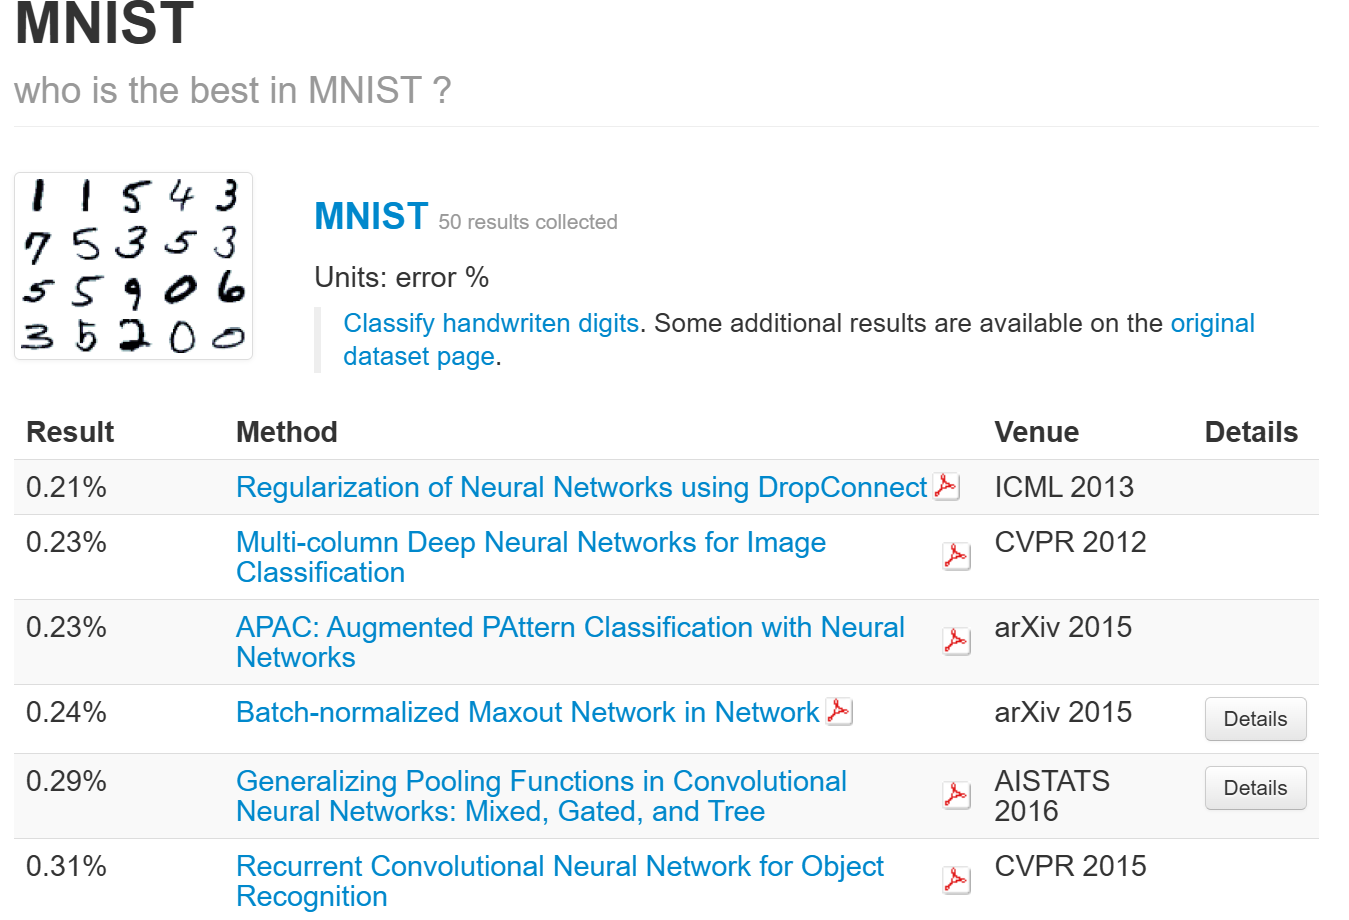 MNIST
who is the best in MNIST ?
1 1 5 4 3
7 5 3 5 3
5 5 9 0 6
3 5 2 0 0
MNIST 50 results collected
Units: error %
Classify handwriten digits. Some additional results are available on the original
dataset page.
Result Method Venue Details
0.21% Regularization of Neural Networks using DropConnect ICML 2013
0.23% Multi-column Deep Neural Networks for Image CVPR 2012
Classification
0.23% APAC: Augmented PAttern Classification with Neural arXiv 2015
Networks
0.24% Batch-normalized Maxout Network in Network arXiv 2015 Details
0.29% Generalizing Pooling Functions in Convolutional AISTATS Details
Neural Networks: Mixed, Gated, and Tree 2016
0.31% Recurrent Convolutional Neural Network for Object CVPR 2015
Recognition